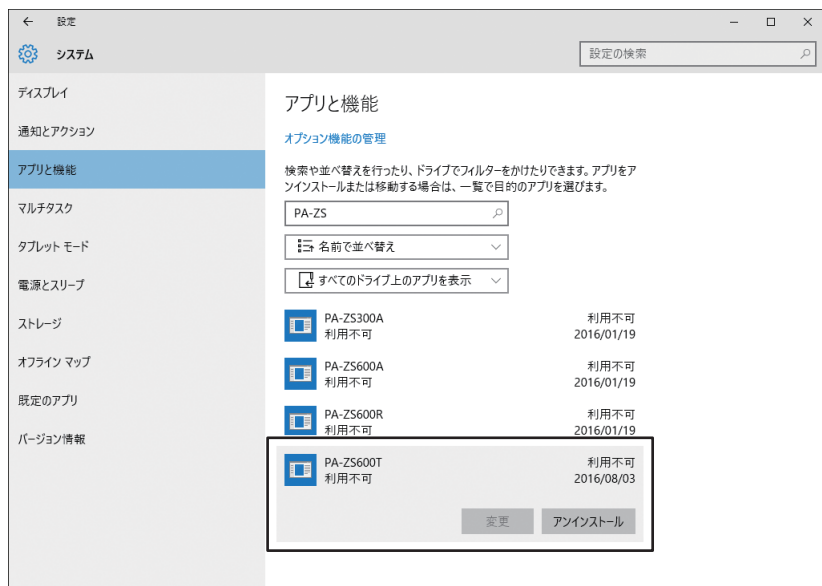 ← 設定
システム
設定の検索
ディスプレイ
通知とアクション
アプリと機能
マルチタスク
タブレット モード
電源とスリープ
ストレージ
オフライン マップ
既定のアプリ
バージョン情報
アプリと機能
オプション機能の管理
検索や並べ替えを行ったり、ドライブでフィルターをかけたりできます。アプリをア
ンインストールまたは移動する場合は、一覧で目的のアプリを選びます。
PA-ZS
名前で並べ替え
すべてのドライブ上のアプリを表示
PA-ZS300A 利用不可
利用不可 2016/01/19
PA-ZS600A 利用不可
利用不可 2016/01/19
PA-ZS600R 利用不可
利用不可 2016/01/19
PA-ZS600T 利用不可
利用不可 2016/08/03
変更 アンインストール